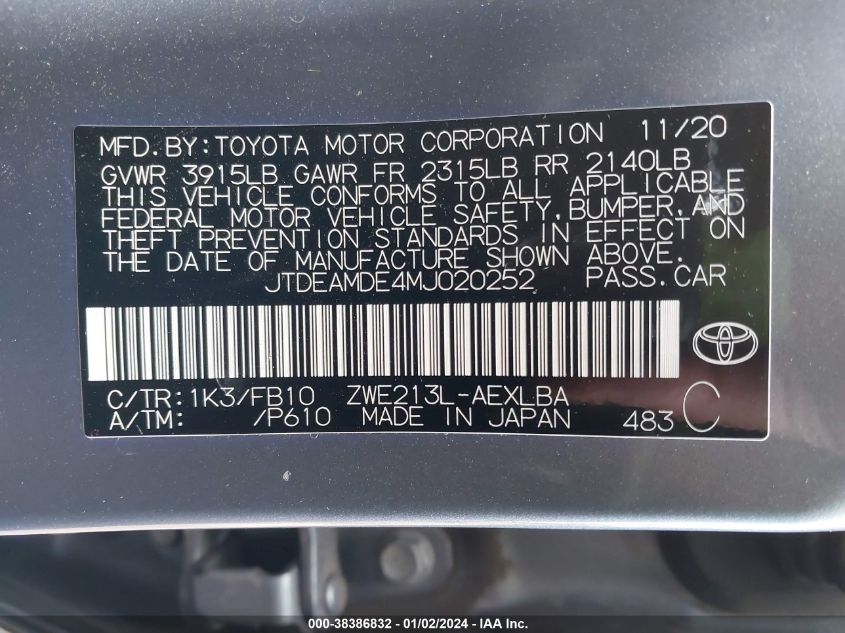 MFD.BY:TOYOTA MOTOR CORPORATION 11/20
GVWR 3915LB GAWR FR 2315LB RR 2140LB
THIS VEHICLE CONFORMS TO ALL APPLICABLE
FEDERAL MOTOR VEHICLE SAFETY,BUMPER,AND
THEFT PREVENTION STANDARDS IN EFFECT ON
THE DATE OF MANUFACTURE SHOWN ABOVE.
JTDEAMDE4MJ020252 PASS.CAR
C/TR:1K3/FB10 ZWE213L-AEXLBA
A/TM: /P610 MADE IN JAPAN 483 C
000-38386832 - 01/02/2024 - IAA Inc.